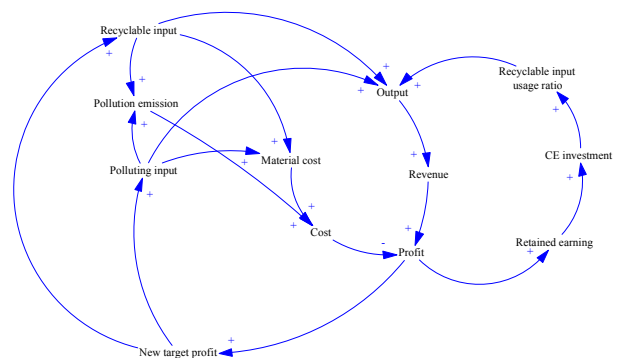 Recyclable input
+
+
+
+
Pollution emission
+
+
+
Output
+
Recyclable input
usage ratio
+
+
Polluting input
+
+
+
Material cost
+
Revenue
CE investment
+
+
+
Cost
-
+
Profit
Retained earning
+
New target profit
+